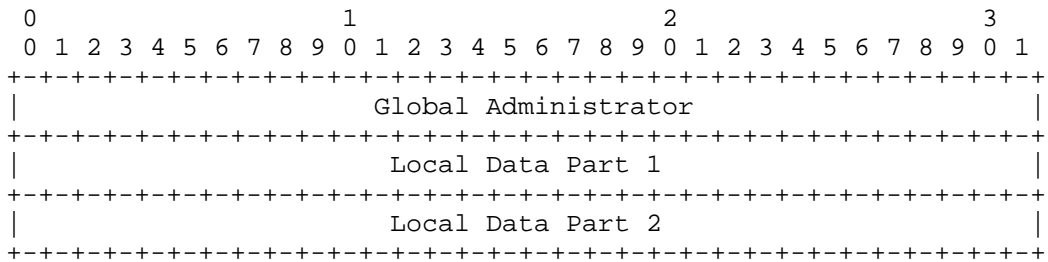 0                   1                   2                   3
 0 1 2 3 4 5 6 7 8 9 0 1 2 3 4 5 6 7 8 9 0 1 2 3 4 5 6 7 8 9 0 1
+-+-+-+-+-+-+-+-+-+-+-+-+-+-+-+-+-+-+-+-+-+-+-+-+-+-+-+-+-+-+-+-+
|                      Global Administrator                     |
+-+-+-+-+-+-+-+-+-+-+-+-+-+-+-+-+-+-+-+-+-+-+-+-+-+-+-+-+-+-+-+-+
|                       Local Data Part 1                       |
+-+-+-+-+-+-+-+-+-+-+-+-+-+-+-+-+-+-+-+-+-+-+-+-+-+-+-+-+-+-+-+-+
|                       Local Data Part 2                       |
+-+-+-+-+-+-+-+-+-+-+-+-+-+-+-+-+-+-+-+-+-+-+-+-+-+-+-+-+-+-+-+-+